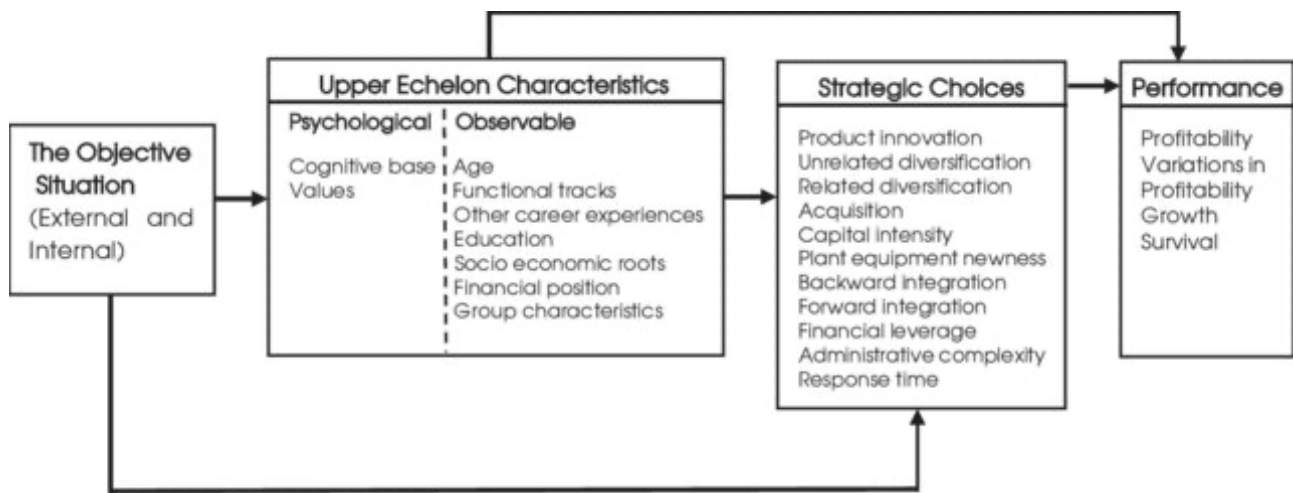 The Objective
Situation
(External and
Internal)
Upper Echelon Characteristics
Psychological
Cognitive base
Values
Observable
Age
Functional tracks
Other career experiences
Education
Socio economic roots
Financial position
Group characteristics
Strategic Choices
Product innovation
Unrelated diversification
Related diversification
Acquisition
Capital intensity
Plant equipment newness
Backward integration
Forward integration
Financial leverage
Administrative complexity
Response time
Performance
Profitability
Variations in
Profitability
Growth
Survival